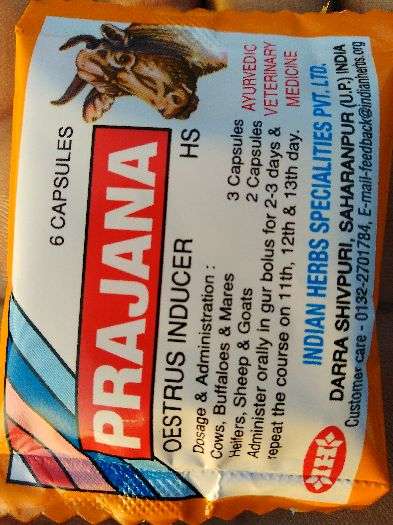 6 CAPSULES
PRAJANA
HS
OESTRUS INDUCER
Dosage & Administration :
Cows, Buffaloes & Mares 3 Capsules
Heifers, Sheep & Goats 2 Capsules
Administer orally in gur bolus for 2-3 days &
repeat the course on 11th, 12th & 13th day.
AYURVEDIC
VETERINARY
MEDICINE
INDIAN HERBS SPECIALITIES PVT. LTD.
DARRA SHIVPURI, SAHARANPUR (U.P.) INDIA
Customer care - 0132-2701784, E-mail-feedback@indianherbs.org